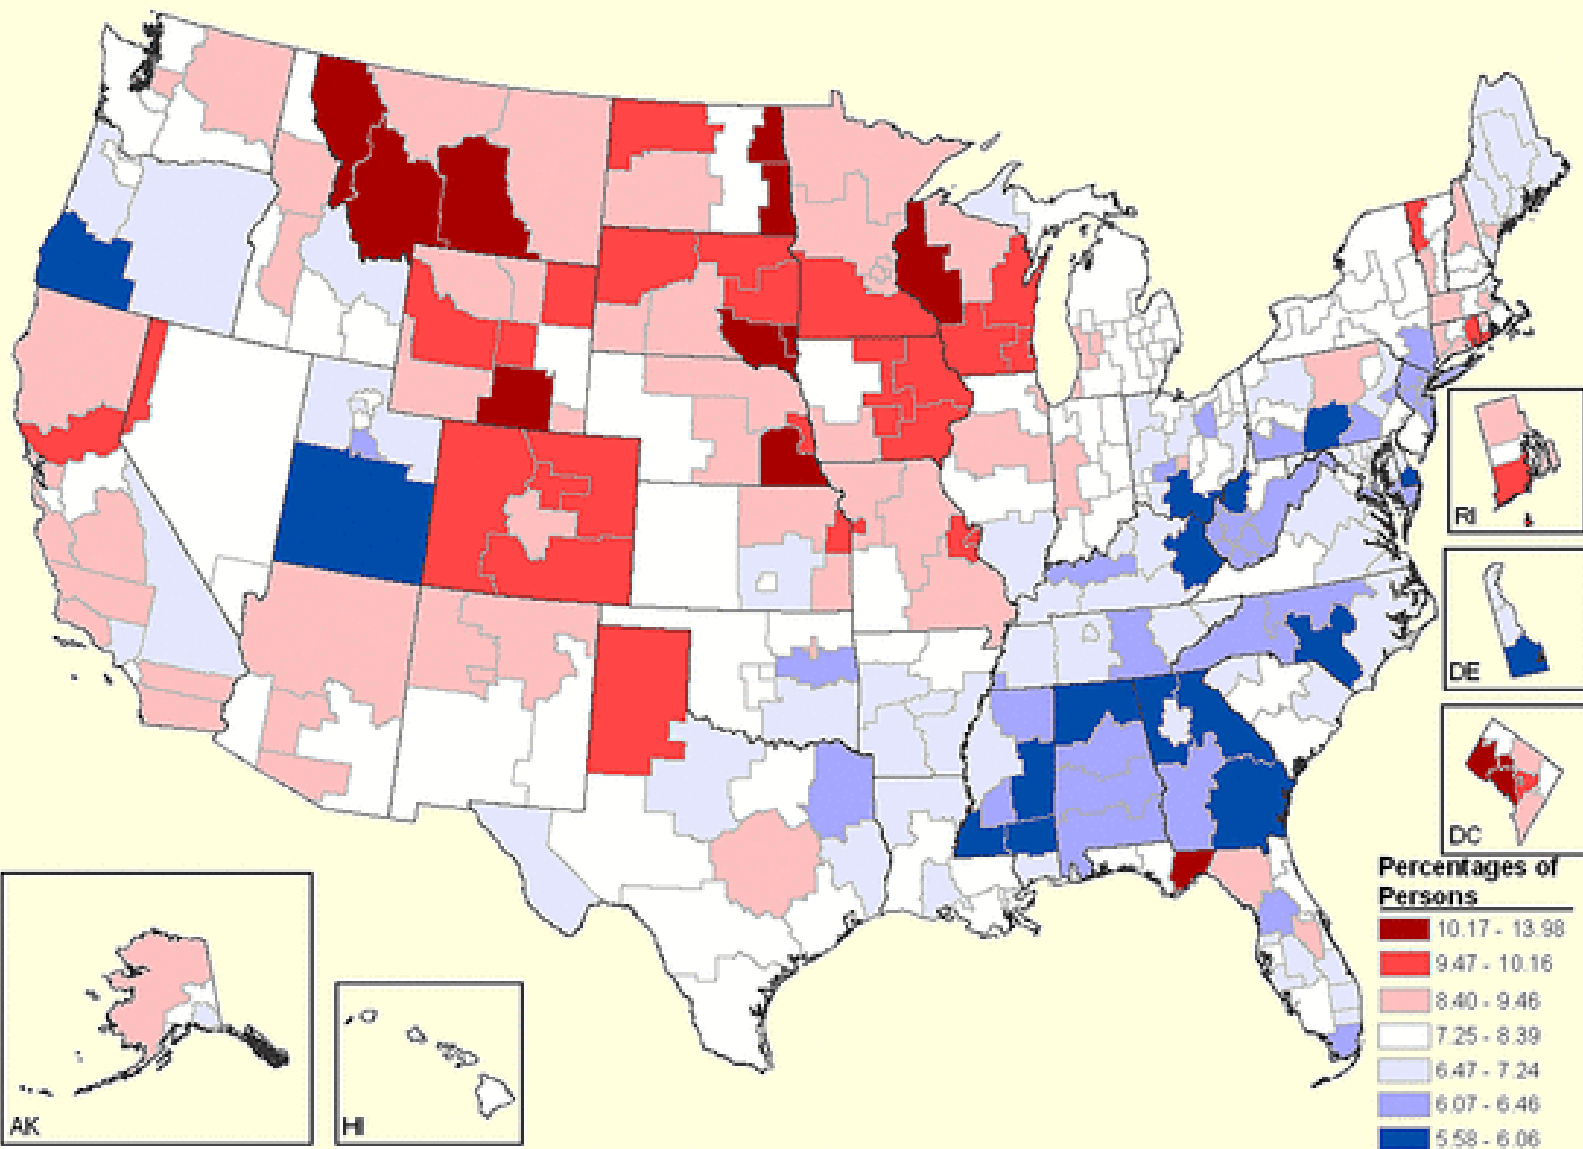 RI
DE
DC
AK
HI
Percentages of
Persons
10.17 - 13.98
9.47 - 10.16
8.40 - 9.46
7.25 - 8.39
6.47 - 7.24
6.07 - 6.46
5.58 - 6.06